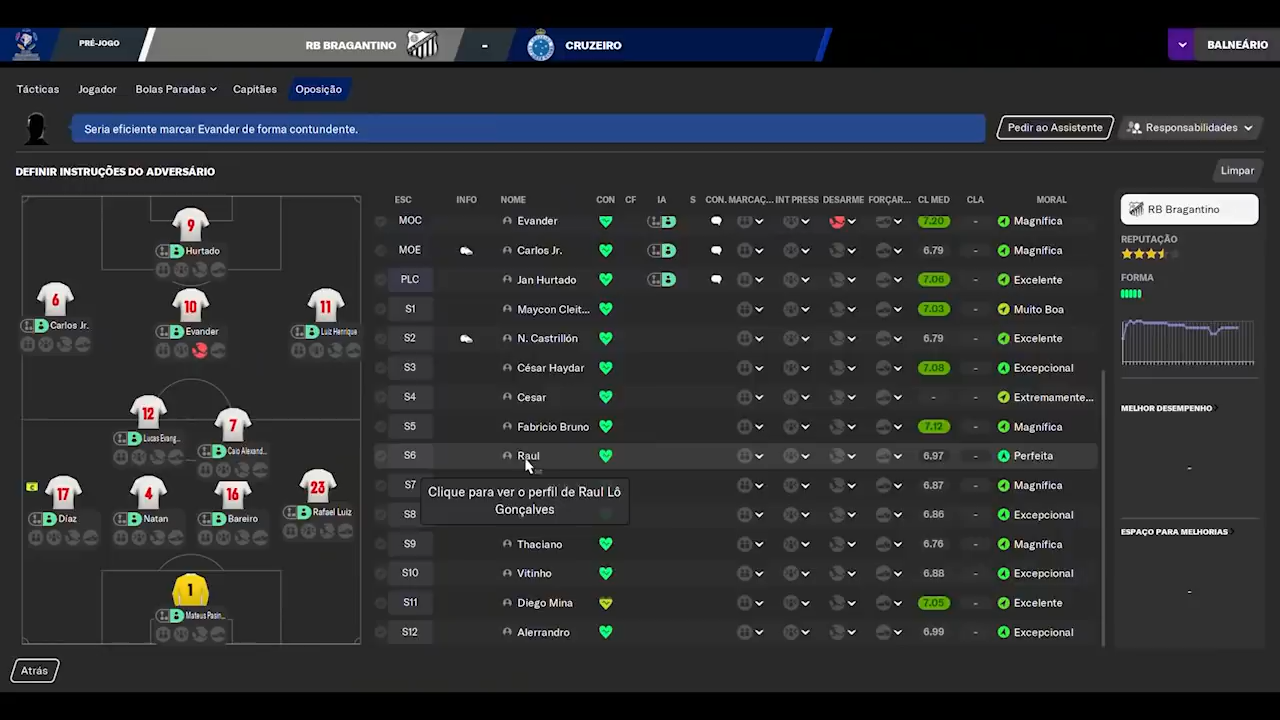 PRÉ-JOGO
RB BRAGANTINO
-
CRUZEIRO
BALNEÁRIO
Tácticas
Jogador
Bolas Paradas
Capitães
Oposição
Seria eficiente marcar Evander de forma contundente.
Pedir ao Assistente
Responsabilidades
DEFINIR INSTRUÇÕES DO ADVERSÁRIO
Limpar
9
Hurtado
6
Carlos Jr.
10
Evander
11
Luiz Henrique
12
Lucas Evang...
7
Caio Alexand...
17
Díaz
4
Natan
16
Bareiro
23
Rafael Luiz
1
Mateus Pasin...
ESC INFO NOME CON CF IA S CON. MARCAÇ... INT PRESS DESARME FORÇAR... CL MED CLA MORAL
MOC Evander 7.20 - Magnífica
MOE Carlos Jr. 6.79 - Magnífica
PLC Jan Hurtado 7.06 - Excelente
S1 Maycon Cleit... 7.03 - Muito Boa
S2 N. Castrillón 6.79 - Excelente
S3 César Haydar 7.08 - Excepcional
S4 Cesar - - Extremamente...
S5 Fabricio Bruno 7.12 - Magnífica
S6 Raul 6.97 - Perfeita
S7 6.87 - Magnífica
S8 6.86 - Excepcional
Clique para ver o perfil de Raul Lô
Gonçalves
S9 Thaciano 6.76 - Magnífica
S10 Vitinho 6.88 - Excepcional
S11 Diego Mina 7.05 - Excelente
S12 Alerrandro 6.99 - Excepcional
RB Bragantino
REPUTAÇÃO
FORMA
MELHOR DESEMPENHO
-
ESPAÇO PARA MELHORIAS
-
Atrás